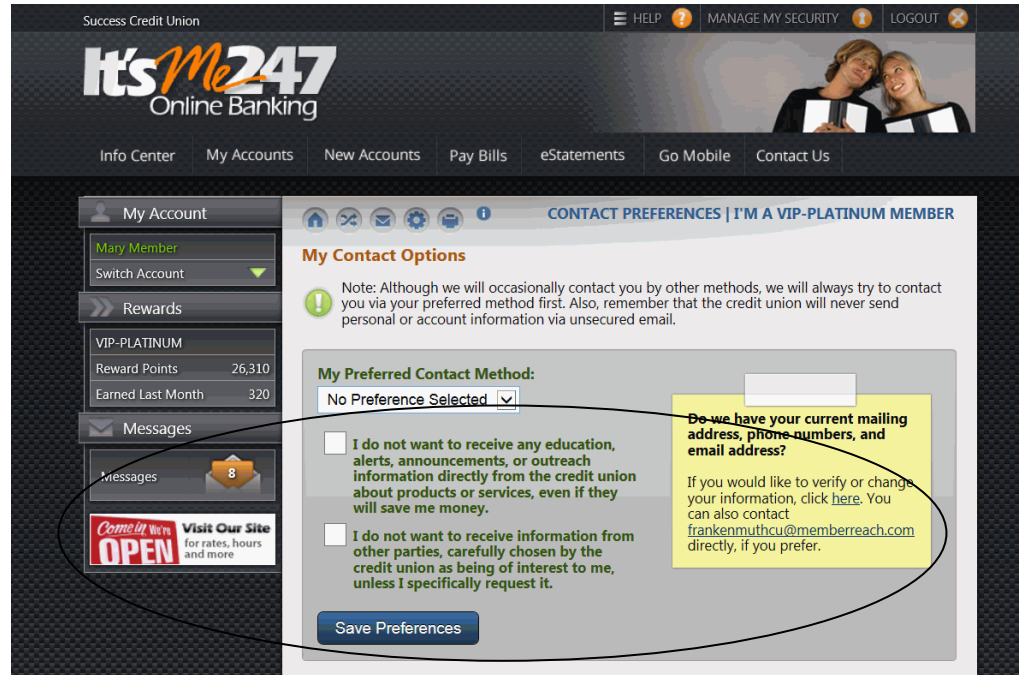 Success Credit Union
HELP
MANAGE MY SECURITY
LOGOUT
It's Me 247
Online Banking
Info Center
My Accounts
New Accounts
Pay Bills
eStatements
Go Mobile
Contact Us
My Account
Mary Member
Switch Account
Rewards
VIP-PLATINUM
Reward Points 26,310
Earned Last Month 320
Messages
Messages 8
Come in We're
OPEN
Visit Our Site
for rates, hours
and more
CONTACT PREFERENCES | I'M A VIP-PLATINUM MEMBER
My Contact Options
Note: Although we will occasionally contact you by other methods, we will always try to contact
you via your preferred method first. Also, remember that the credit union will never send
personal or account information via unsecured email.
My Preferred Contact Method:
No Preference Selected
I do not want to receive any education,
alerts, announcements, or outreach
information directly from the credit union
about products or services, even if they
will save me money.
I do not want to receive information from
other parties, carefully chosen by the
credit union as being of interest to me,
unless I specifically request it.
Save Preferences
Do we have your current mailing
address, phone numbers, and
email address?
If you would like to verify or change
your information, click here. You
can also contact
frankenmuthcu@memberreach.com
directly, if you prefer.